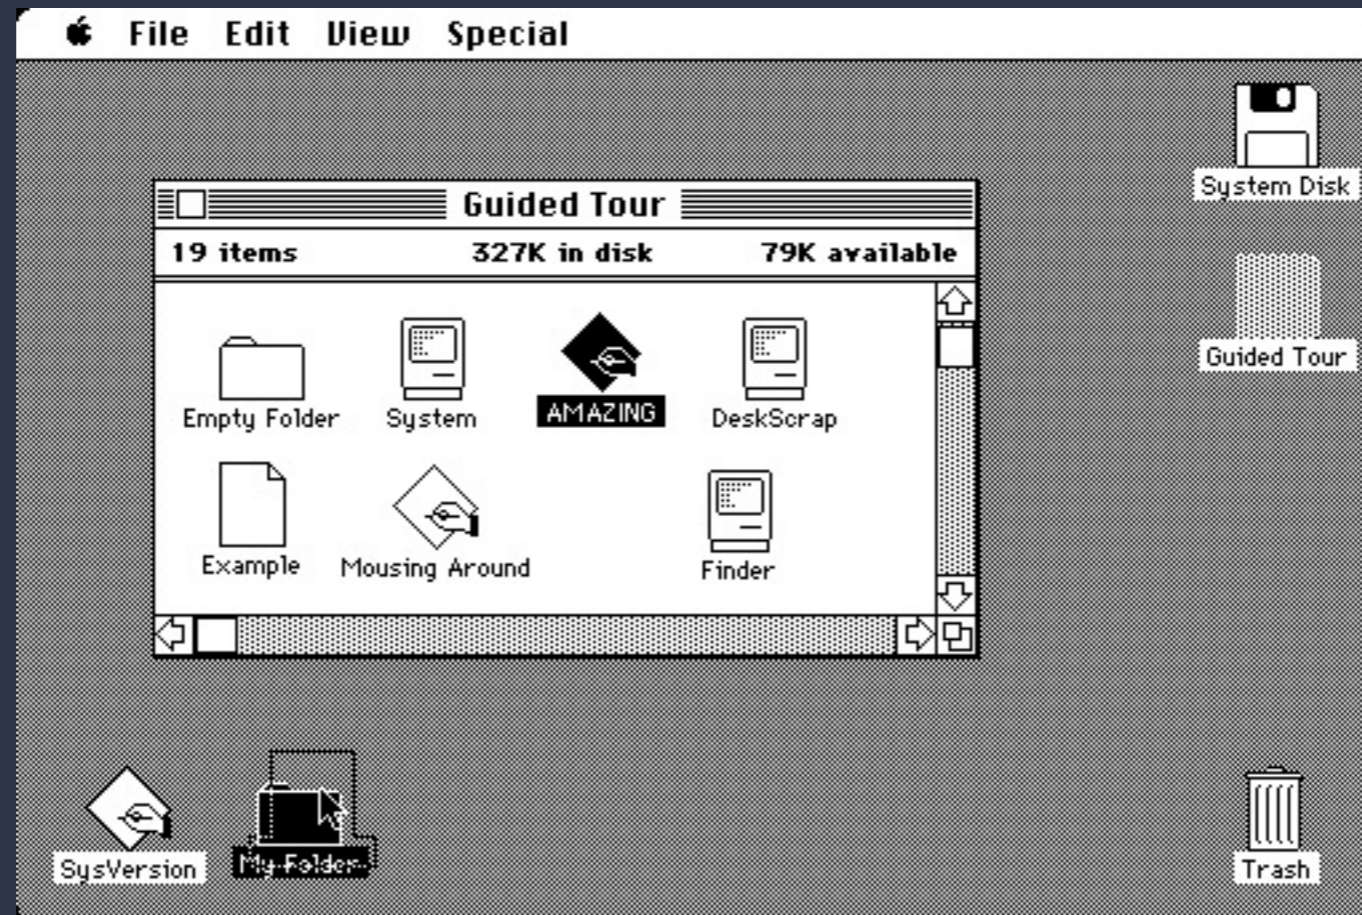 File Edit View Special
System Disk
Guided Tour
19 items 327K in disk 79K available
Guided Tour
Empty Folder System AMAZING DeskScrap
Example Mousing Around Finder
SysVersion My Folder Trash